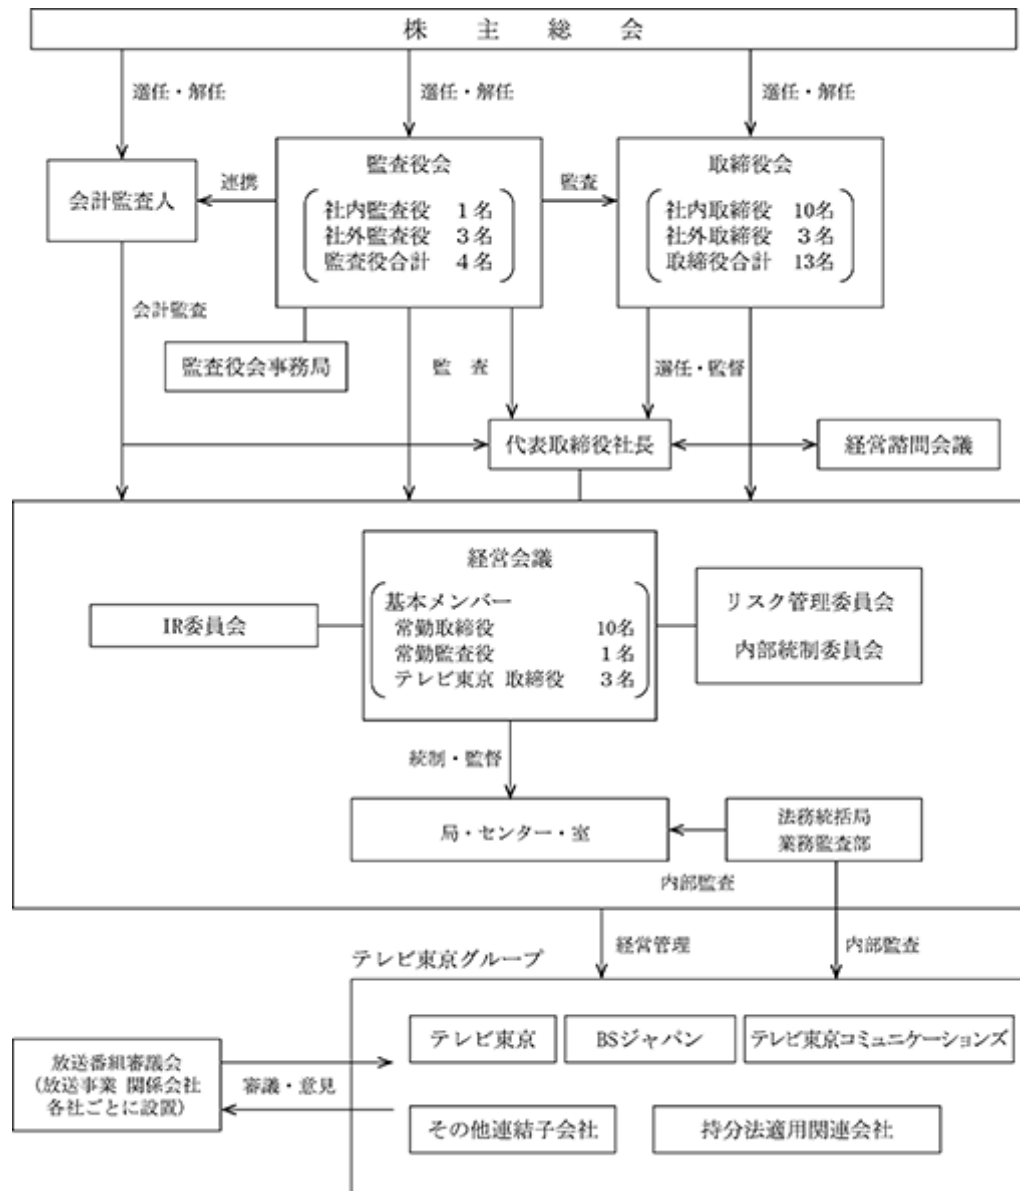 株主総会
選任・解任
選任・解任
選任・解任
会計監査人
連携
監査役会
社内監査役 1名
社外監査役 3名
監査役合計 4名
監査
取締役会
社内取締役 10名
社外取締役 3名
取締役合計 13名
会計監査
監査役会事務局
監査
選任・監督
代表取締役社長
経営諮問会議
経営会議
基本メンバー
常勤取締役 10名
常勤監査役 1名
テレビ東京 取締役 3名
IR委員会
リスク管理委員会
内部統制委員会
統制・監督
局・センター・室
法務統括局
業務監査部
内部監査
経営管理
内部監査
テレビ東京グループ
テレビ東京
BSジャパン
テレビ東京コミュニケーションズ
放送番組審議会
(放送事業 関係会社
各社ごとに設置)
審議・意見
その他連結子会社
持分法適用関連会社